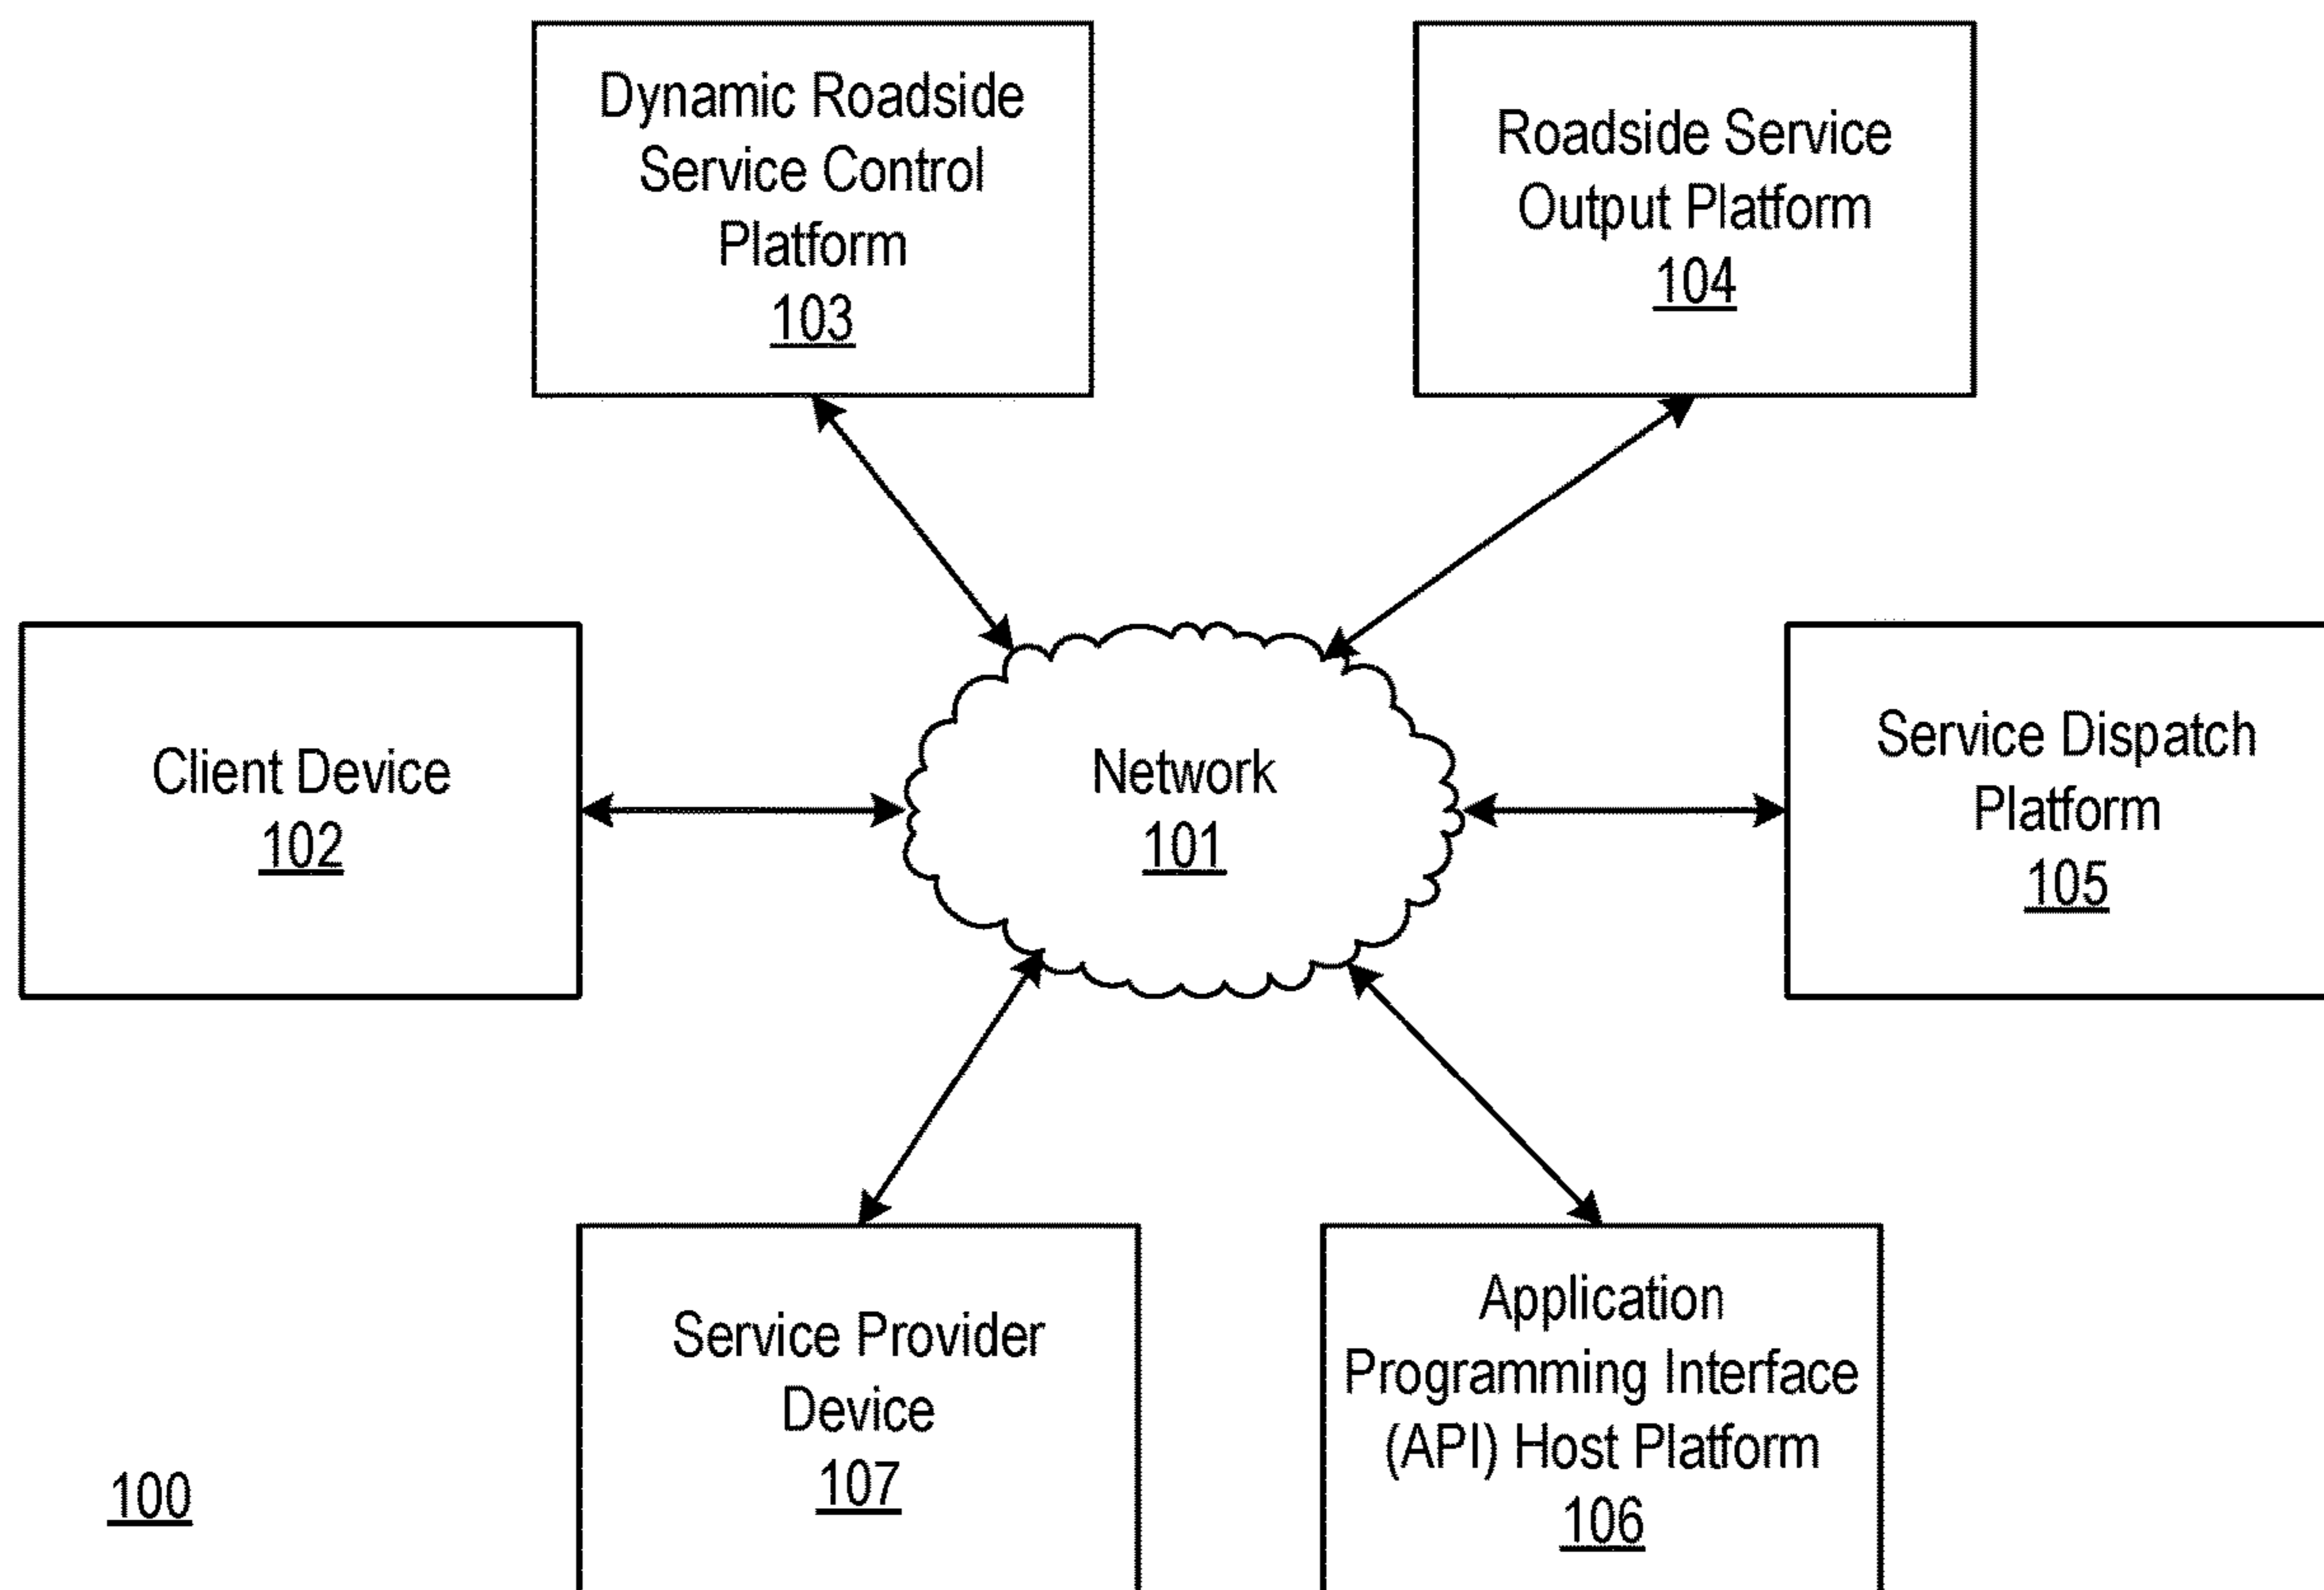 Dynamic Roadside
Service Control
Platform
103
Roadside Service
Output Platform
104
Client Device
102
Network
101
Service Dispatch
Platform
105
Service Provider
Device
107
Application
Programming Interface
(API) Host Platform
106
100